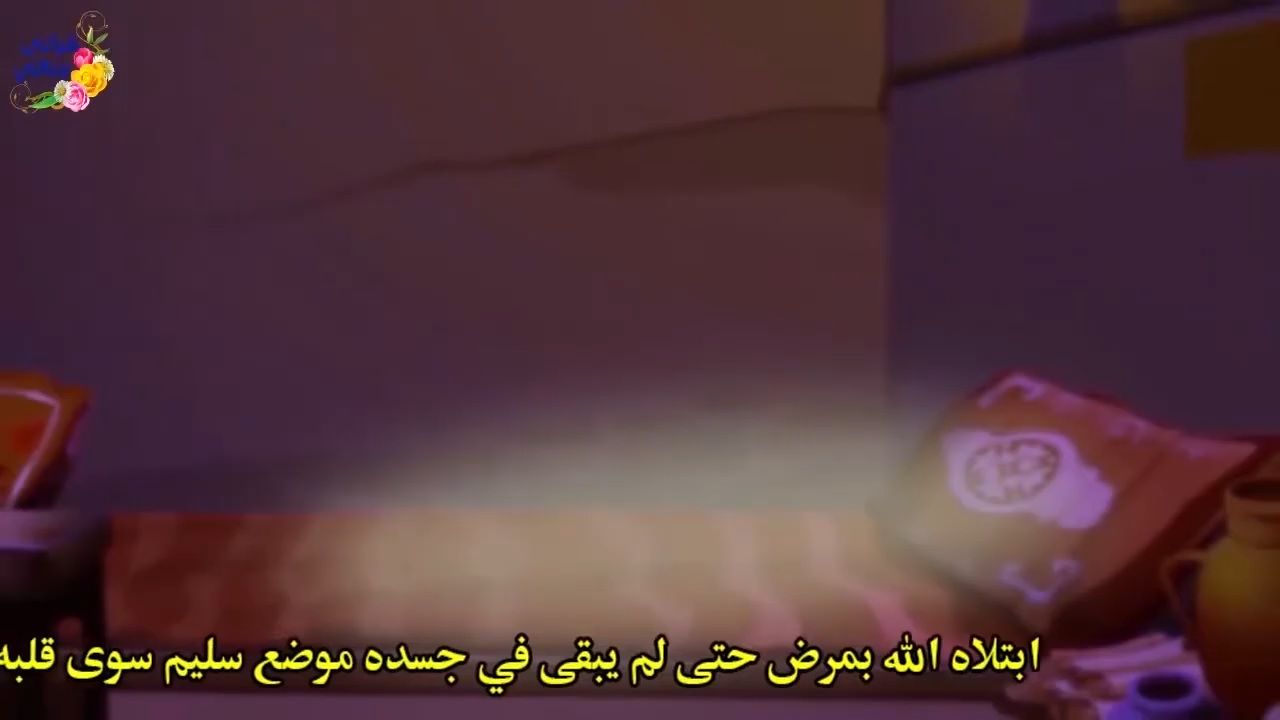 ابتلاه الله بمرض حتى لم يبقى في جسده موضع سليم سوى قلبه